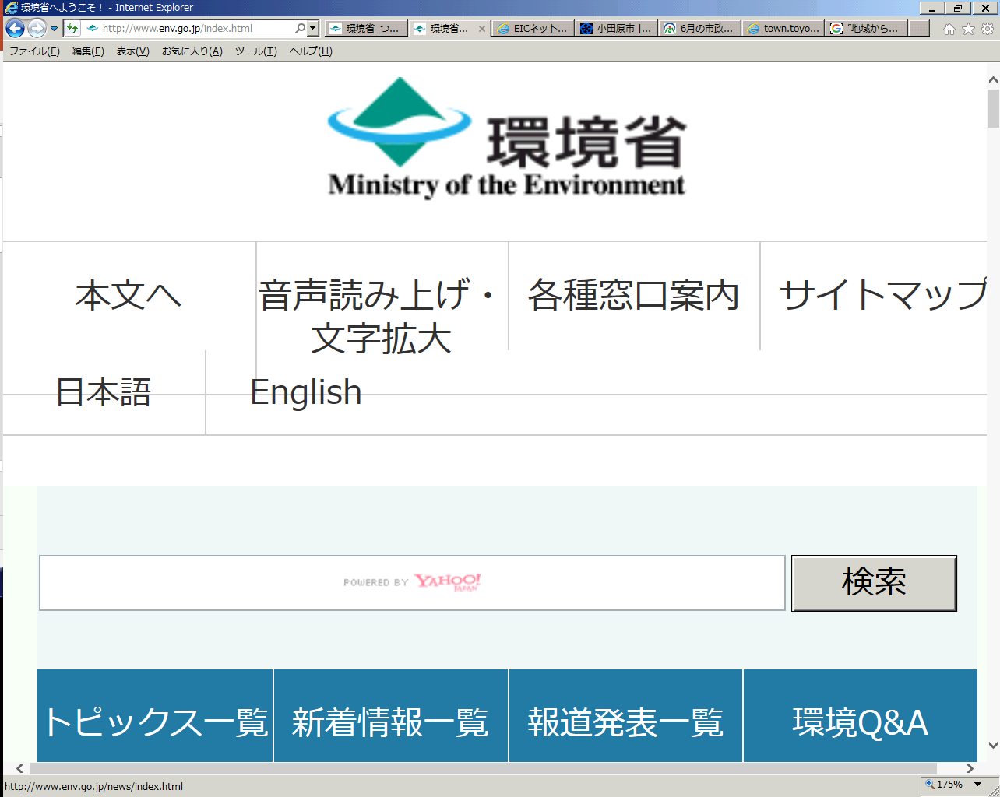 環境省へようこそ! - Internet Explorer
http://www.env.go.jp/index.html
環境省_つ...
環境省...
EICネット...
小田原市 |...
6月の市政...
town.toyo...
"地域から...
ファイル(F) 編集(E) 表示(V) お気に入り(A) ツール(T) ヘルプ(H)
環境省
Ministry of the Environment
本文へ
音声読み上げ・
文字拡大
各種窓口案内
サイトマップ
日本語
English
POWERED BY YAHOO! JAPAN
検索
トピックス一覧
新着情報一覧
報道発表一覧
環境Q&A
http://www.env.go.jp/news/index.html
175%